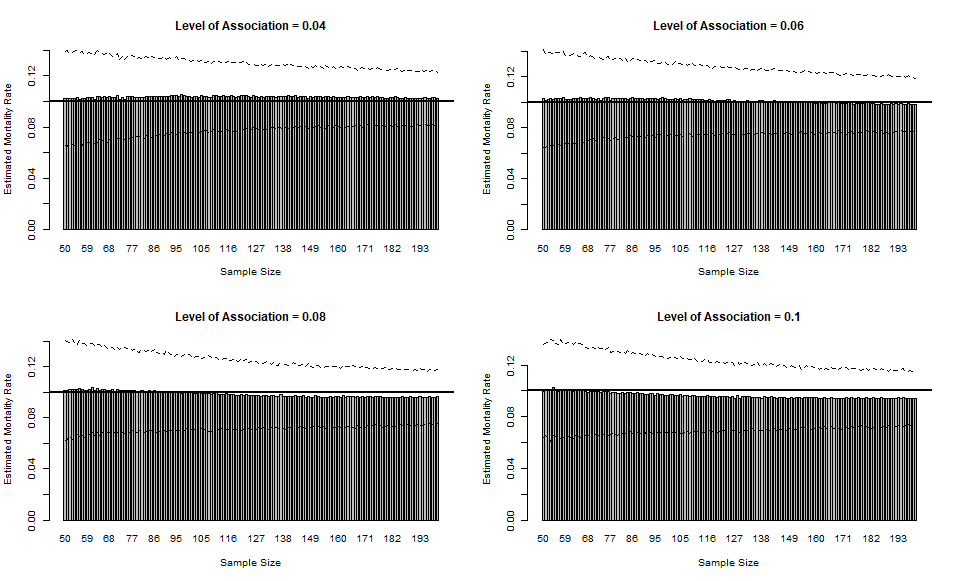 Level of Association = 0.04
Estimated Mortality Rate
0.00 0.04 0.08 0.12
50 59 68 77 86 95 105 116 127 138 149 160 171 182 193
Sample Size
Level of Association = 0.06
Estimated Mortality Rate
0.00 0.04 0.08 0.12
50 59 68 77 86 95 105 116 127 138 149 160 171 182 193
Sample Size
Level of Association = 0.08
Estimated Mortality Rate
0.00 0.04 0.08 0.12
50 59 68 77 86 95 105 116 127 138 149 160 171 182 193
Sample Size
Level of Association = 0.1
Estimated Mortality Rate
0.00 0.04 0.08 0.12
50 59 68 77 86 95 105 116 127 138 149 160 171 182 193
Sample Size